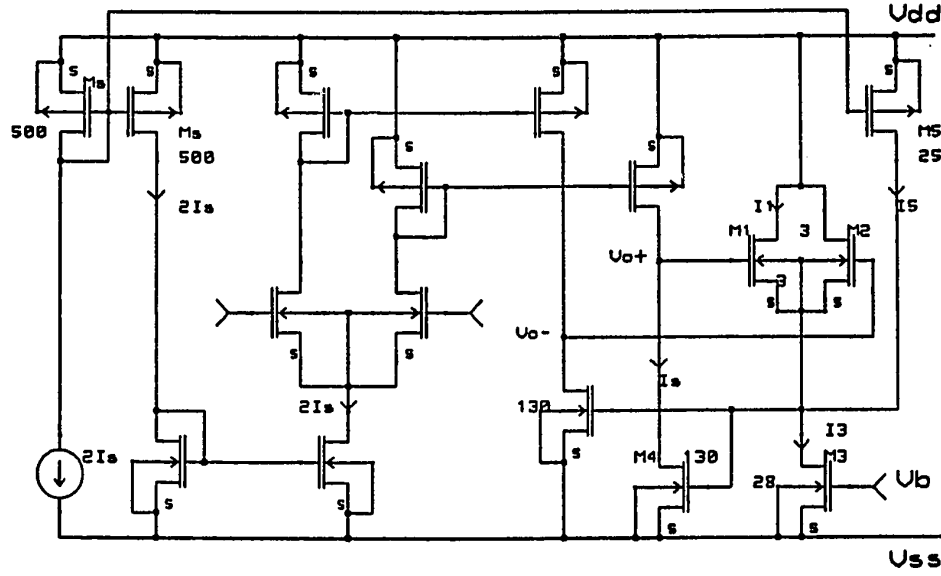 Vdd
S S S S S S S
Ms M5
500 Ms 25
500
S S
2Is I1 3 I5
M1 M2
Vo+
3
S S
S S
Vo-
Is
2Is
130
I3
2Is S M4 130 M3
28 Vb
S S S S
Vss